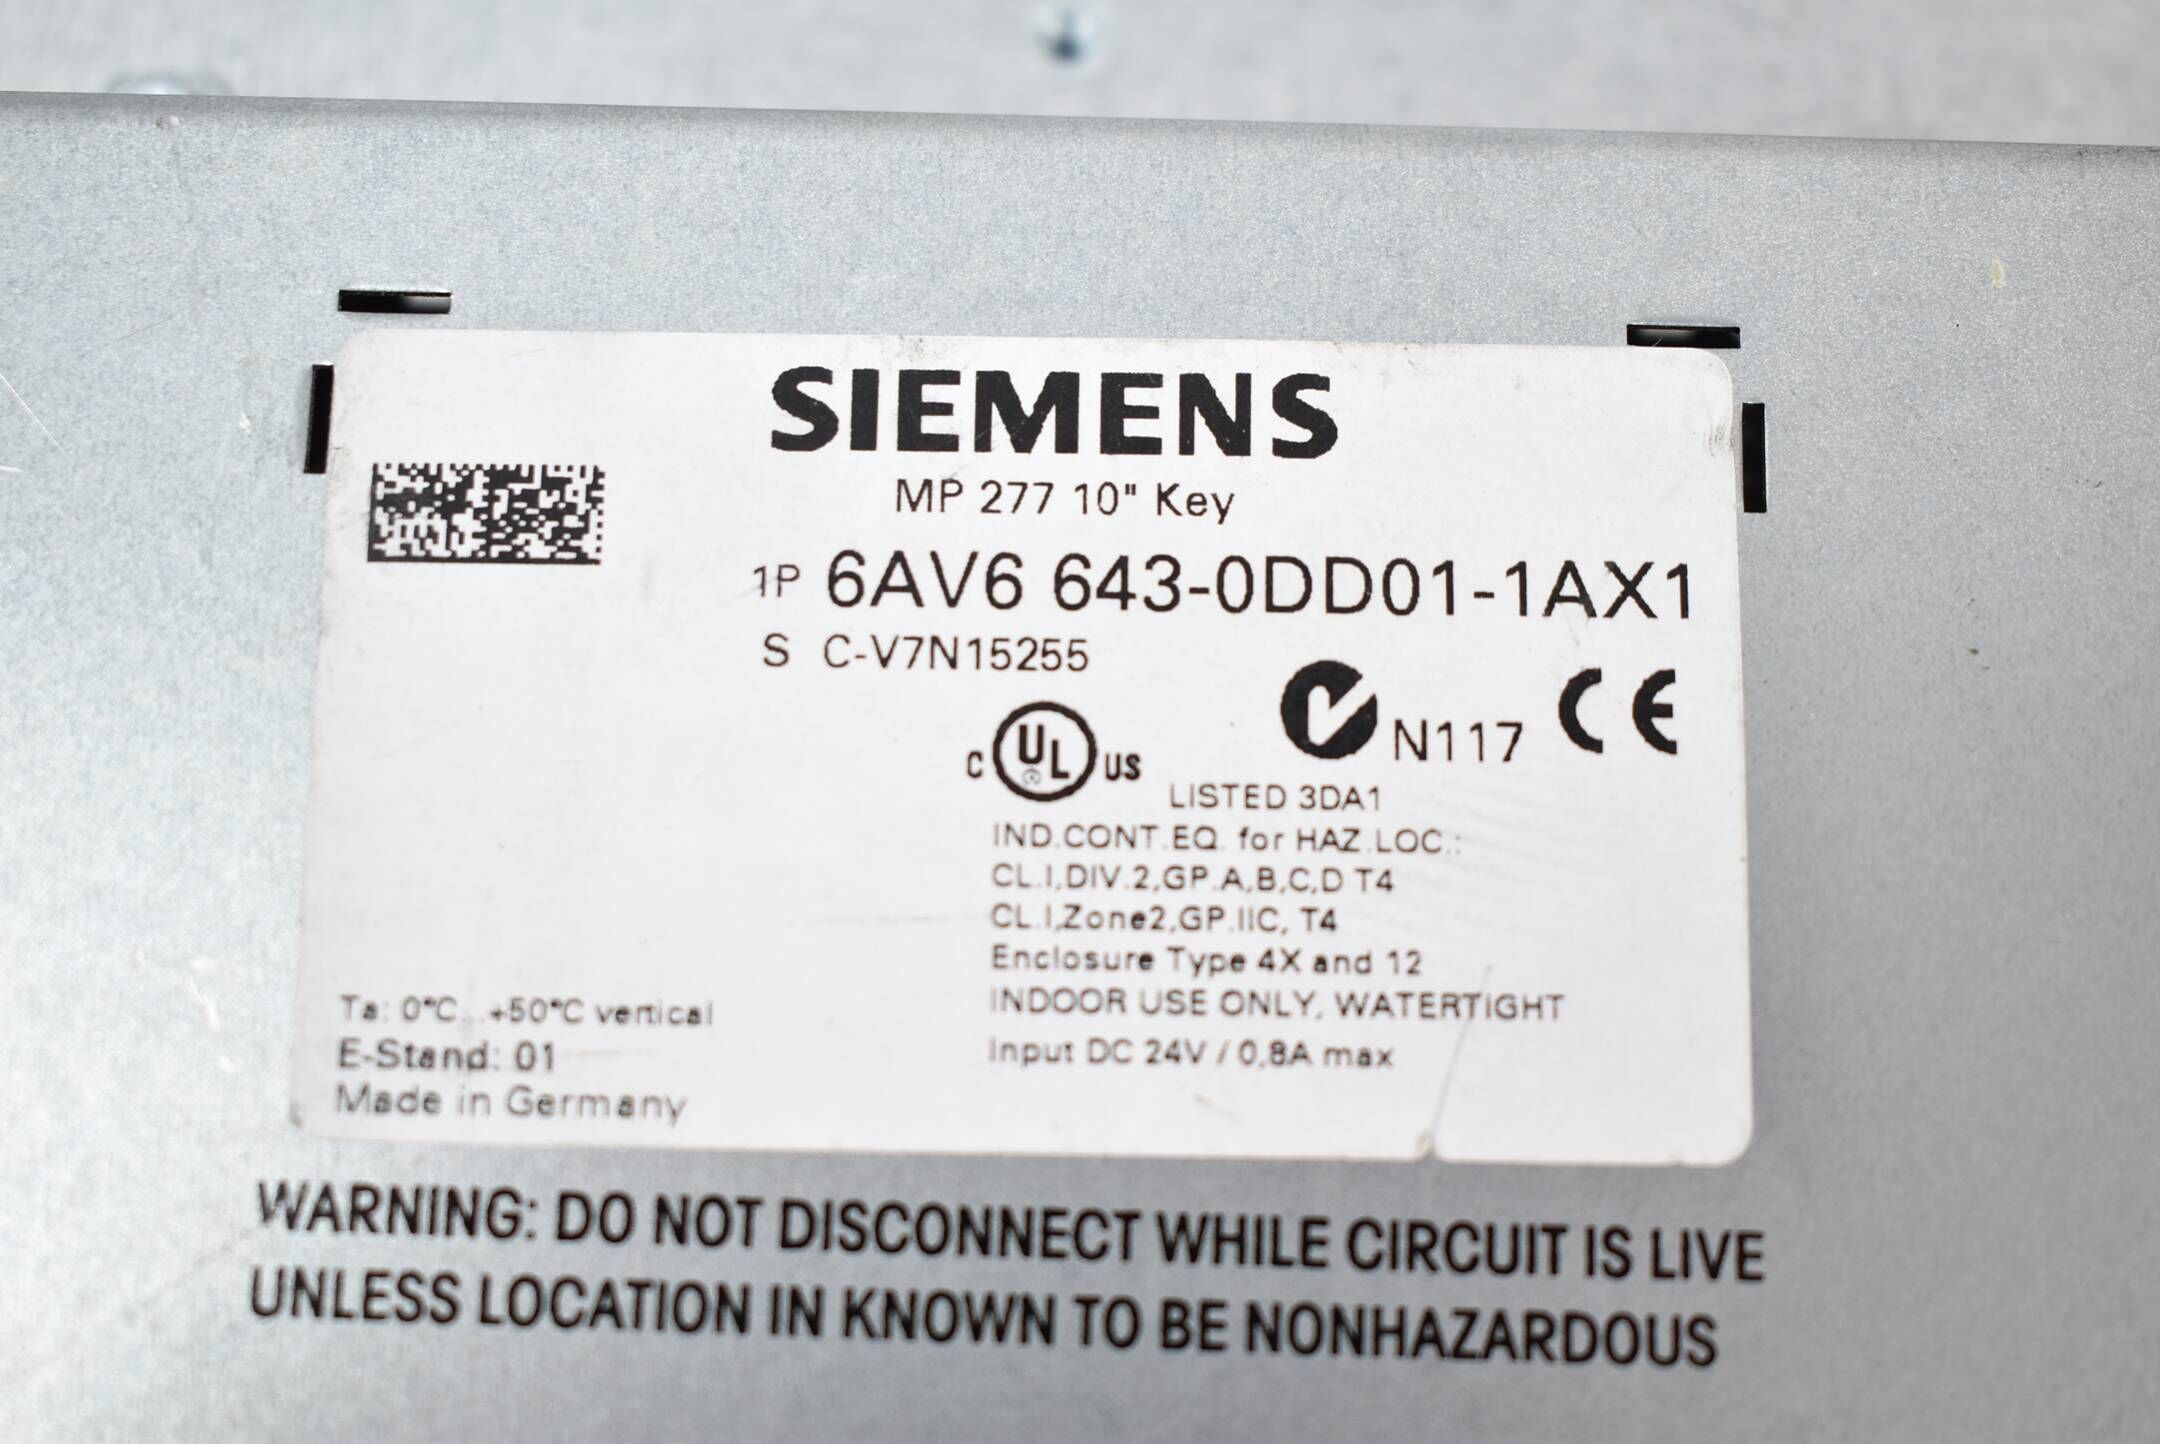 SIEMENS
MP 277 10" Key
1P 6AV6 643-0DD01-1AX1
S C-V7N15255
N117 CE
C UL US
LISTED 3DA1
IND.CONT.EQ. for HAZ.LOC.:
CL.I,DIV.2,GP.A,B,C,D T4
CL.I,Zone2,GP.IIC, T4
Enclosure Type 4X and 12
INDOOR USE ONLY, WATERTIGHT
Input DC 24V / 0,8A max
Ta: 0°C...+50°C vertical
E-Stand: 01
Made in Germany
WARNING: DO NOT DISCONNECT WHILE CIRCUIT IS LIVE
UNLESS LOCATION IN KNOWN TO BE NONHAZARDOUS